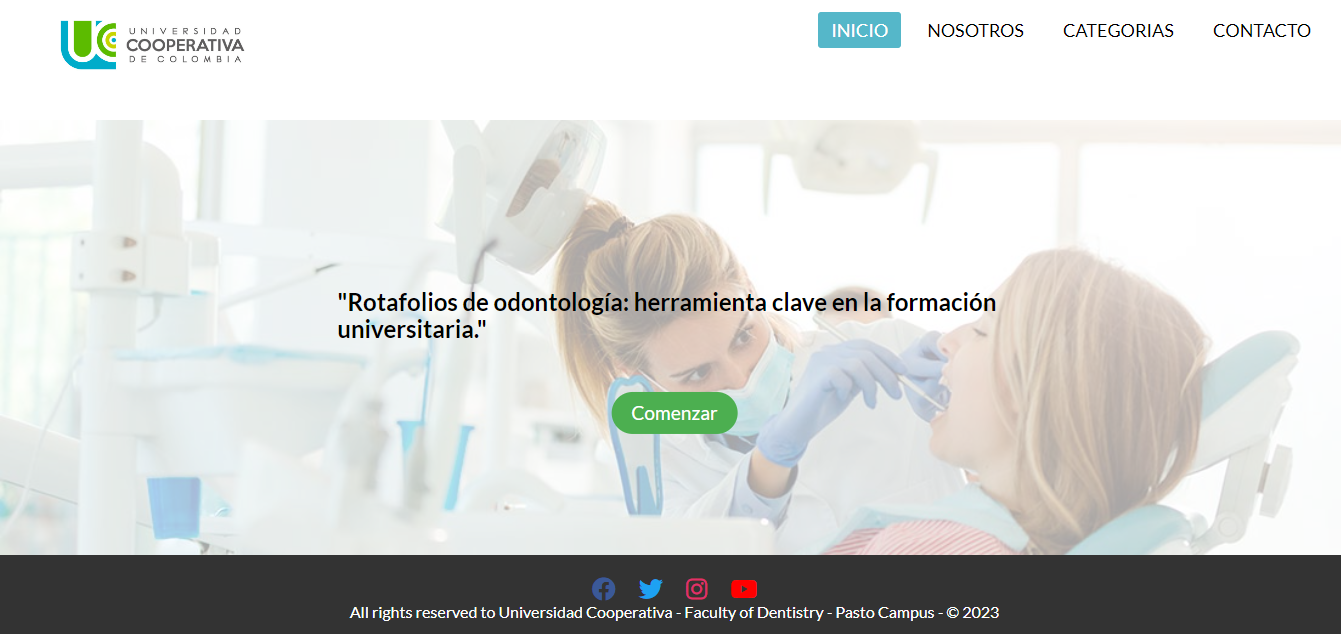 UNIVERSIDAD
COOPERATIVA
DE COLOMBIA
INICIO NOSOTROS CATEGORIAS CONTACTO
"Rotafolios de odontología: herramienta clave en la formación
universitaria."
Comenzar
All rights reserved to Universidad Cooperativa - Faculty of Dentistry - Pasto Campus - © 2023